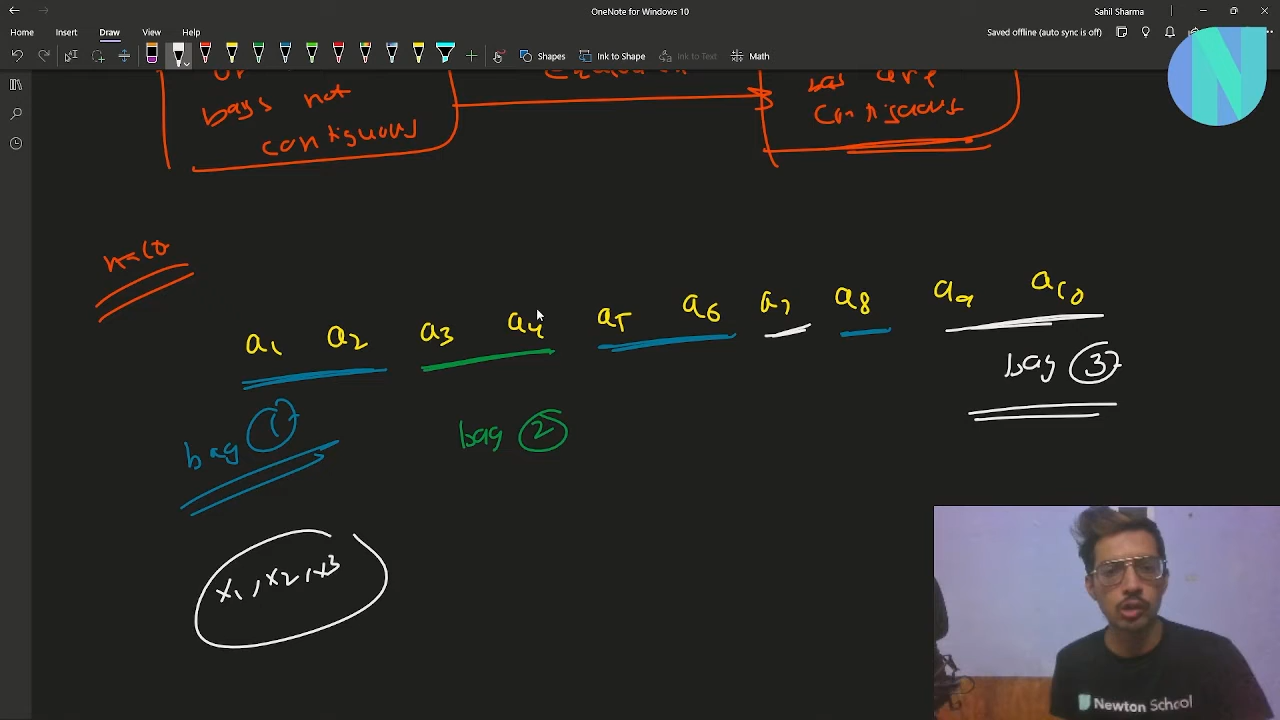 OneNote for Windows 10
Sahil Sharma
Home Insert Draw View Help
Saved offline (auto sync is off)
Shapes Ink to Shape Ink to Text Math
bags not
contiguous
are
contiguous
n=10
a1 a2 a3 a4 a5 a6 a7 a8 a9 a10
bag 1
bag 2
bag 3
x1, x2, x3
Newton School